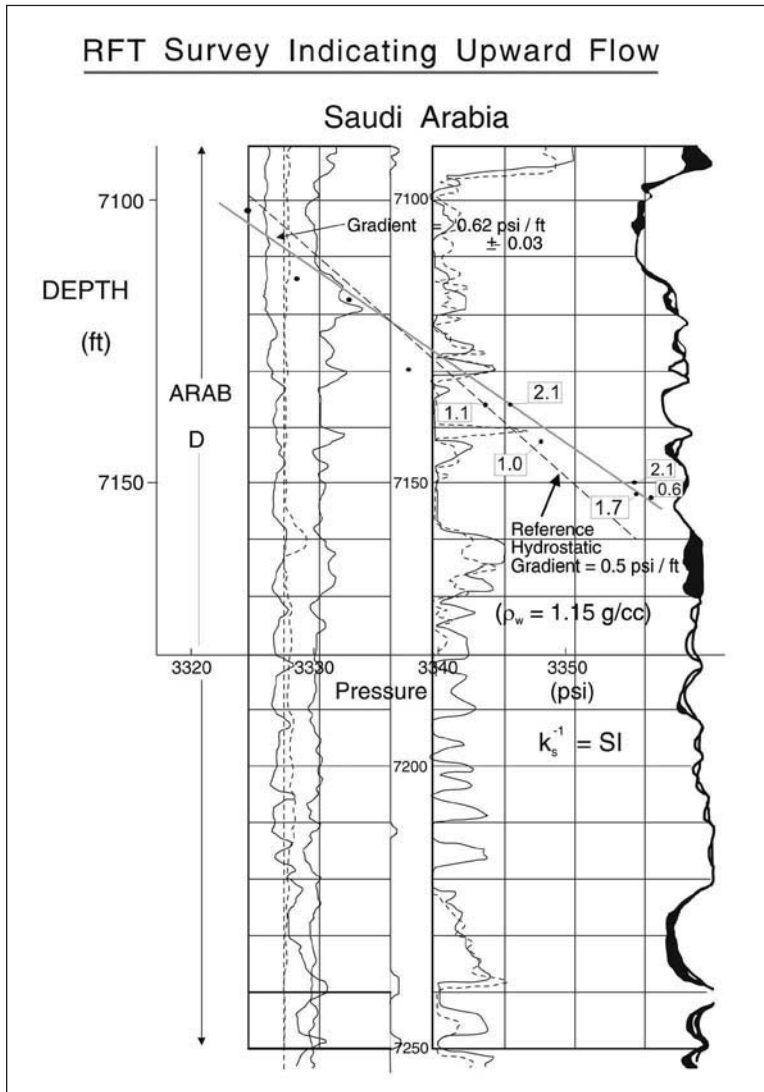 RFT Survey Indicating Upward Flow
Saudi Arabia
7100
7100
Gradient = 0.62 psi / ft
± 0.03
DEPTH
(ft)
ARAB
D
2.1
1.1
1.0
7150
7150
2.1
0.6
1.7
Reference
Hydrostatic
Gradient = 0.5 psi / ft
(ρw = 1.15 g/cc)
3320
3330
3340
3350
Pressure
(psi)
ks-1 = SI
7200
7250